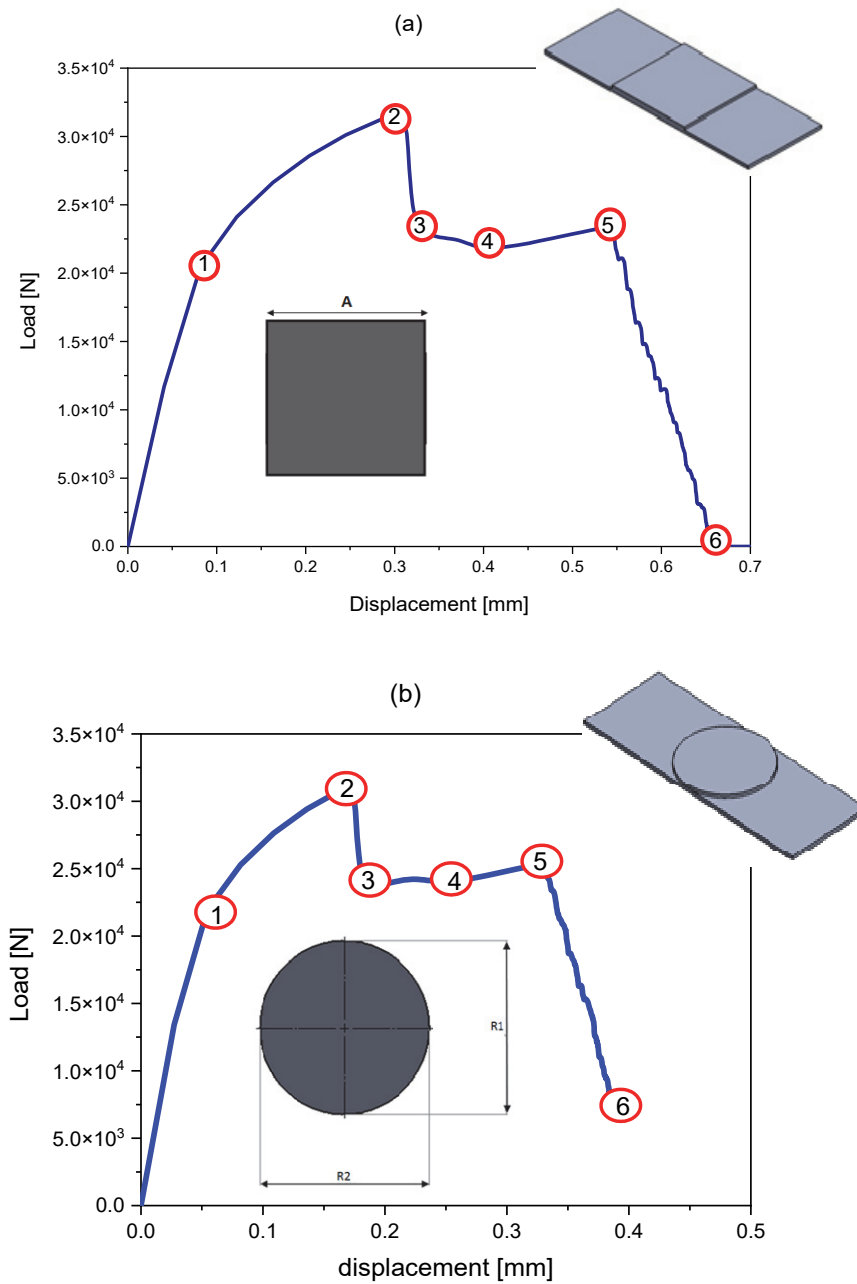 (a)
3.5×10⁴
3.0×10⁴
2.5×10⁴
2.0×10⁴
1.5×10⁴
1.0×10⁴
5.0×10³
0.0
Load [N]
1
2
3
4
5
6
A
0.0 0.1 0.2 0.3 0.4 0.5 0.6 0.7
Displacement [mm]
(b)
3.5×10⁴
3.0×10⁴
2.5×10⁴
2.0×10⁴
1.5×10⁴
1.0×10⁴
5.0×10³
0.0
Load [N]
1
2
3
4
5
6
R1
R2
0.0 0.1 0.2 0.3 0.4 0.5
displacement [mm]